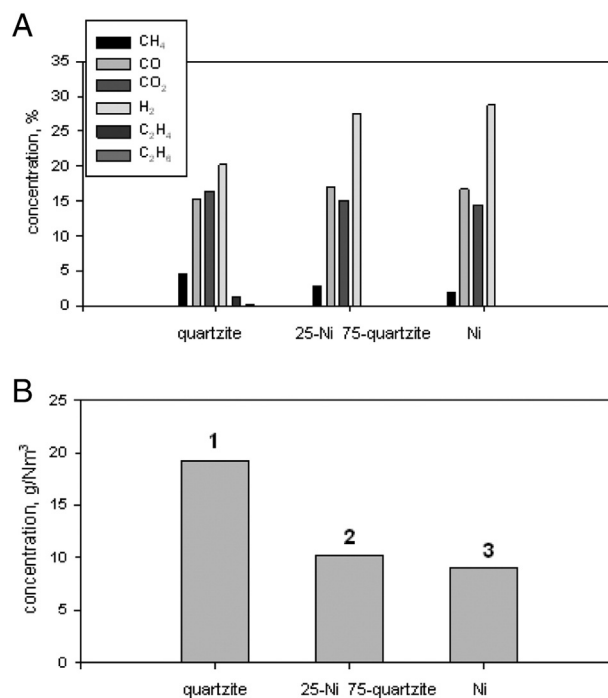 A
CH₄
CO
CO₂
H₂
C₂H₄
C₂H₆
concentration, %
35
30
25
20
15
10
5
0
quartzite 25-Ni 75-quartzite Ni
B
concentration, g/Nm³
25
20
15
10
5
0
1
2
3
quartzite 25-Ni 75-quartzite Ni